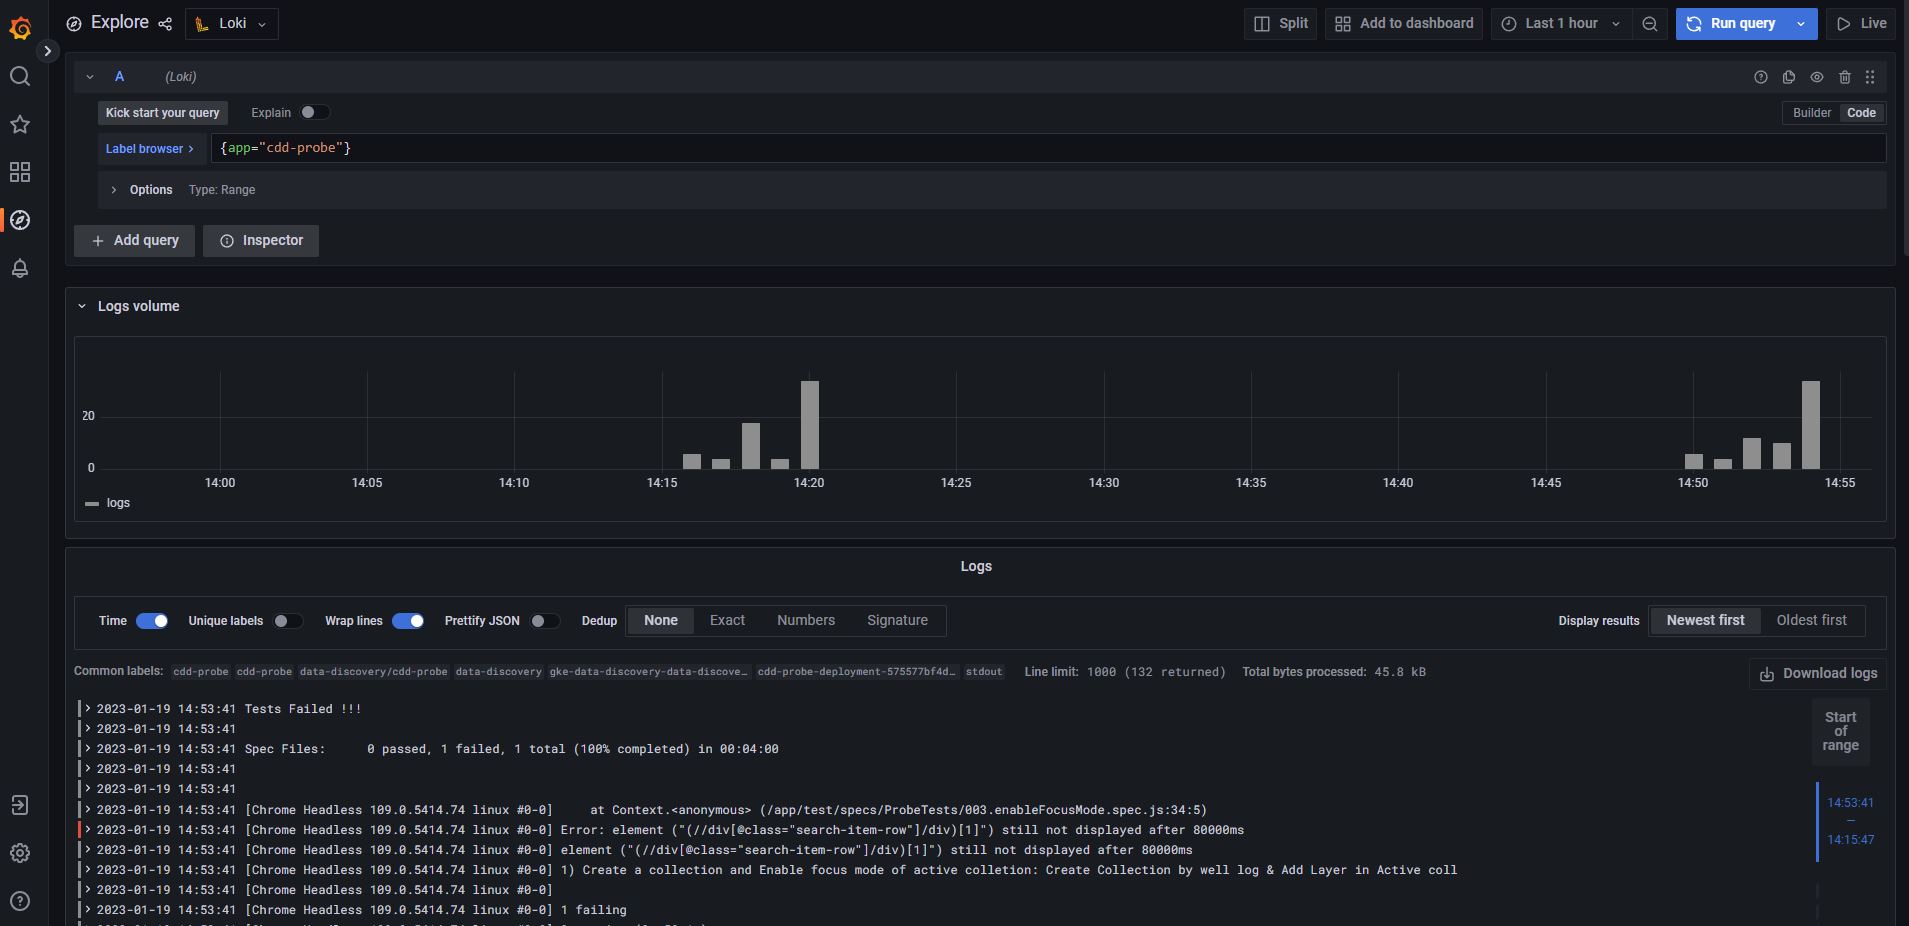 Explore
Loki
Split
Add to dashboard
Last 1 hour
Run query
Live
A (Loki)
Kick start your query
Explain
Builder
Code
Label browser
{app="cdd-probe"}
Options Type: Range
Add query
Inspector
Logs volume
20
0
14:00 14:05 14:10 14:15 14:20 14:25 14:30 14:35 14:40 14:45 14:50 14:55
logs
Logs
Time
Unique labels
Wrap lines
Prettify JSON
Dedup None Exact Numbers Signature
Display results Newest first Oldest first
Common labels: cdd-probe cdd-probe data-discovery/cdd-probe data-discovery gke-data-discovery-data-discove… cdd-probe-deployment-575577bf4d… stdout Line limit: 1000 (132 returned) Total bytes processed: 45.8 kB
Download logs
2023-01-19 14:53:41 Tests Failed !!!
2023-01-19 14:53:41
2023-01-19 14:53:41 Spec Files: 0 passed, 1 failed, 1 total (100% completed) in 00:04:00
2023-01-19 14:53:41
2023-01-19 14:53:41
2023-01-19 14:53:41 [Chrome Headless 109.0.5414.74 linux #0-0] at Context.<anonymous> (/app/test/specs/ProbeTests/003.enableFocusMode.spec.js:34:5)
2023-01-19 14:53:41 [Chrome Headless 109.0.5414.74 linux #0-0] Error: element ("(//div[@class="search-item-row"]/div)[1]") still not displayed after 80000ms
2023-01-19 14:53:41 [Chrome Headless 109.0.5414.74 linux #0-0] element ("(//div[@class="search-item-row"]/div)[1]") still not displayed after 80000ms
2023-01-19 14:53:41 [Chrome Headless 109.0.5414.74 linux #0-0] 1) Create a collection and Enable focus mode of active colletion: Create Collection by well log & Add Layer in Active coll
2023-01-19 14:53:41 [Chrome Headless 109.0.5414.74 linux #0-0]
2023-01-19 14:53:41 [Chrome Headless 109.0.5414.74 linux #0-0] 1 failing
Start
of
range
14:53:41
—
14:15:47